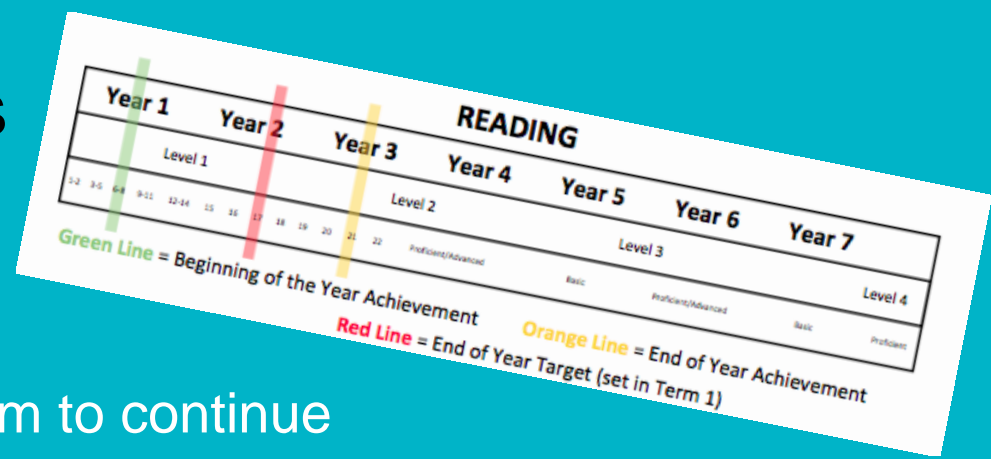 s
READING
Year 1 Year 2 Year 3 Year 4 Year 5 Year 6 Year 7
Level 1 Level 2 Level 3 Level 4
1-2 3-5 6-8 9-11 12-14 15 16 17 18 19 20 21 22 Proficient/Advanced Basic Proficient/Advanced Basic Proficient
Green Line = Beginning of the Year Achievement
Orange Line = End of Year Achievement
Red Line = End of Year Target (set in Term 1)
m to continue